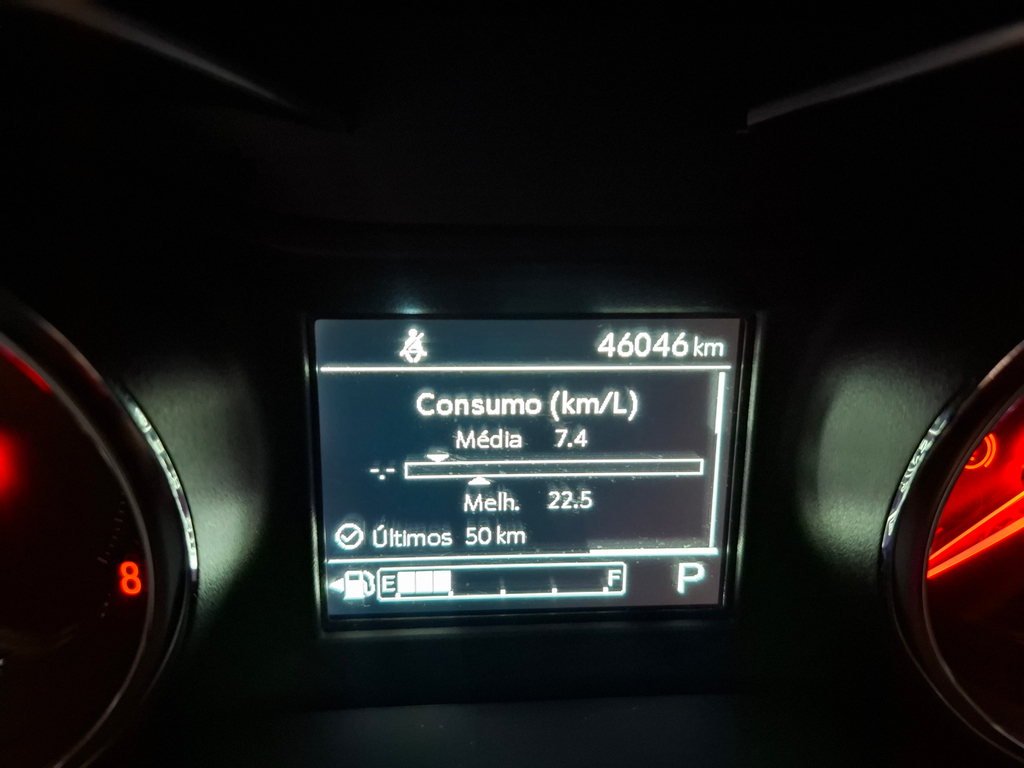 46046 km
Consumo (km/L)
Média 7.4
-.-
Melh. 22.5
Últimos 50 km
E F P
8